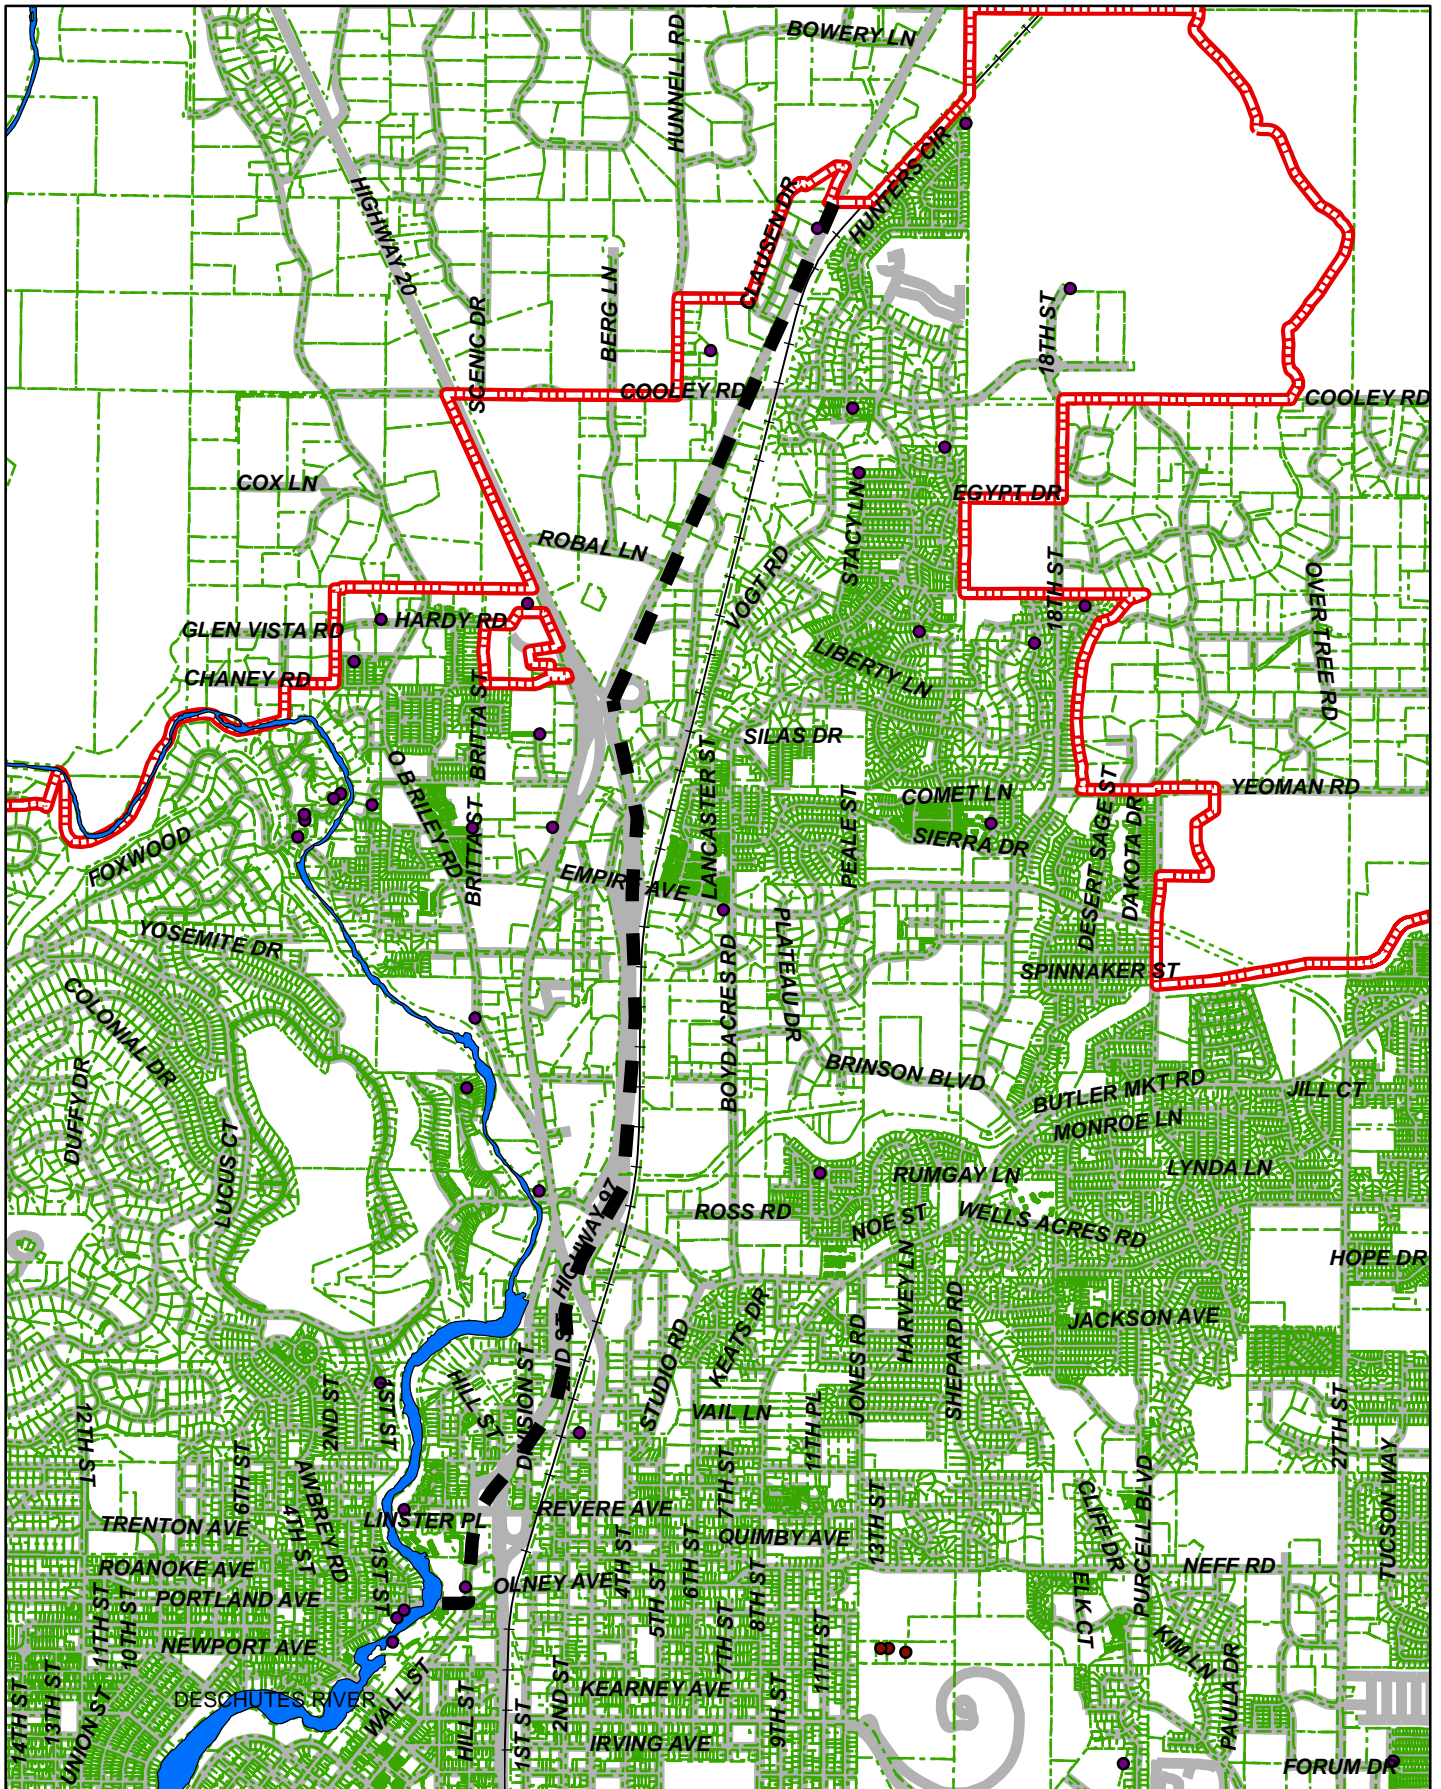 BOWERY LN
HUNNELL RD
HIGHWAY 20
CLAUSEN DR
HUNTERS CIR
SCENIC DR
BERG LN
18TH ST
COOLEY RD
COOLEY RD
COX LN
EGYPT DR
STACY LN
ROBAL LN
VOGT RD
18TH ST
OVER TREE RD
HARDY RD
GLEN VISTA RD
LIBERTY LN
CHANEY RD
BRITTA ST
SILAS DR
O B RILEY RD
LANCASTER ST
COMET LN
YEOMAN RD
DESERT SAGE ST
DAKOTA DR
PEALE ST
SIERRA DR
BRITTA ST
FOXWOOD
EMPIRE AVE
YOSEMITE DR
PLATEAU DR
BOYD ACRES RD
SPINNAKER ST
COLONIAL DR
DUFFY DR
BRINSON BLVD
BUTLER MKT RD
JILL CT
MONROE LN
LUCUS CT
RUMGAY LN
LYNDA LN
HIGHWAY 97
ROSS RD
NOE ST
WELLS ACRES RD
HARVEY LN
HOPE DR
JACKSON AVE
KEATS DR
SHEPARD RD
2ND ST
STUDIO RD
JONES RD
DIVISION ST
HILL ST
1ST ST
2ND ST
VAIL LN
11TH PL
12TH ST
27TH ST
6TH ST
AWBREY RD
TUCSON WAY
7TH ST
PURCELL BLVD
CLIFF DR
13TH ST
4TH ST
TRENTON AVE
LINSTER PL
REVERE AVE
QUIMBY AVE
ROANOKE AVE
1ST ST
OLNEY AVE
4TH ST
6TH ST
8TH ST
NEFF RD
PORTLAND AVE
11TH ST
10TH ST
5TH ST
7TH ST
11TH ST
ELK CT
NEWPORT AVE
KIM LN
PAULA DR
14TH ST
13TH ST
UNION ST
DESCHUTES RIVER
WALL ST
HILL ST
1ST ST
2ND ST
KEARNEY AVE
9TH ST
IRVING AVE
FORUM DR